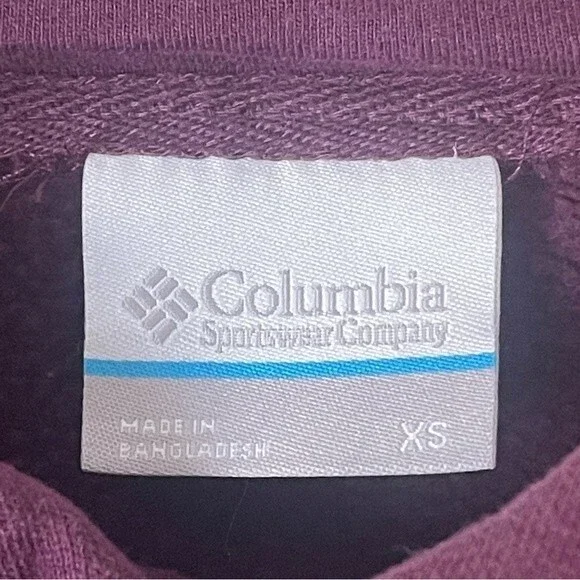 Columbia
Sportswear Company
MADE IN
BANGLADESH
XS